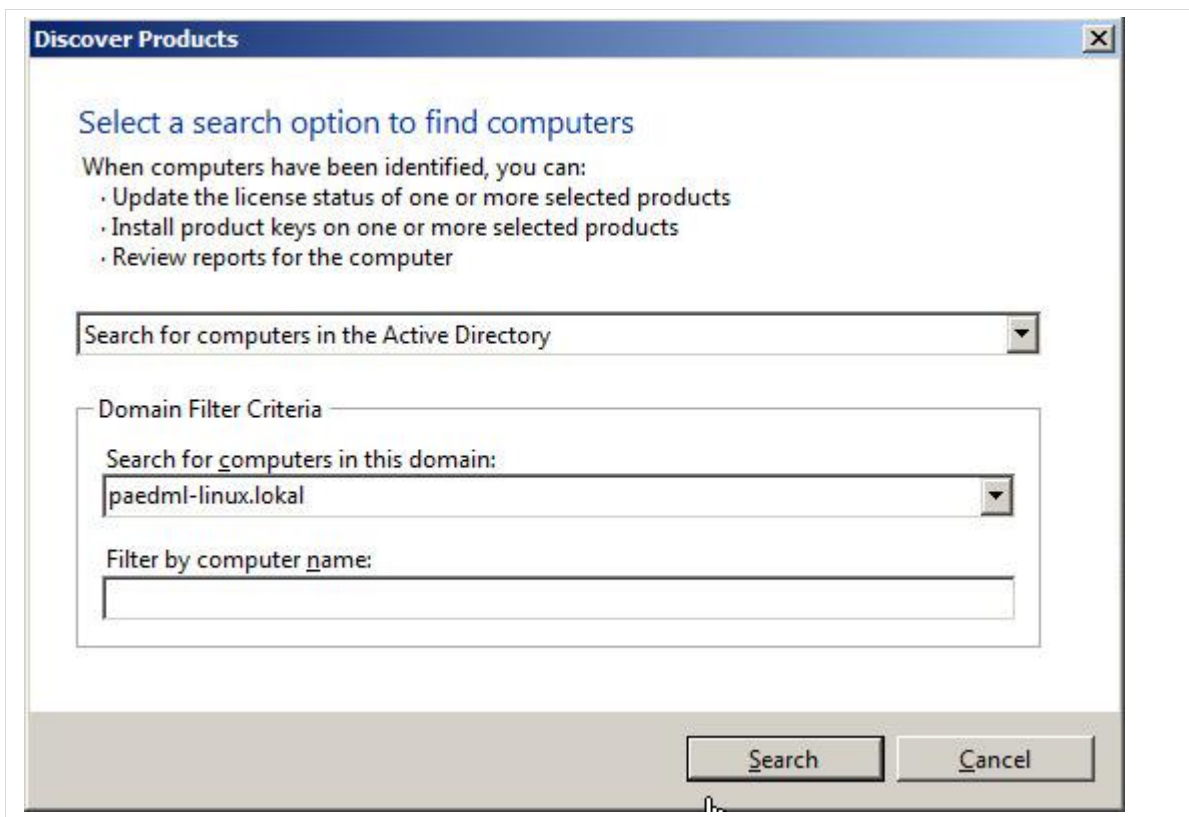 Discover Products
Select a search option to find computers
When computers have been identified, you can:
· Update the license status of one or more selected products
· Install product keys on one or more selected products
· Review reports for the computer
Search for computers in the Active Directory
Domain Filter Criteria
Search for computers in this domain:
paedml-linux.lokal
Filter by computer name:
Search Cancel